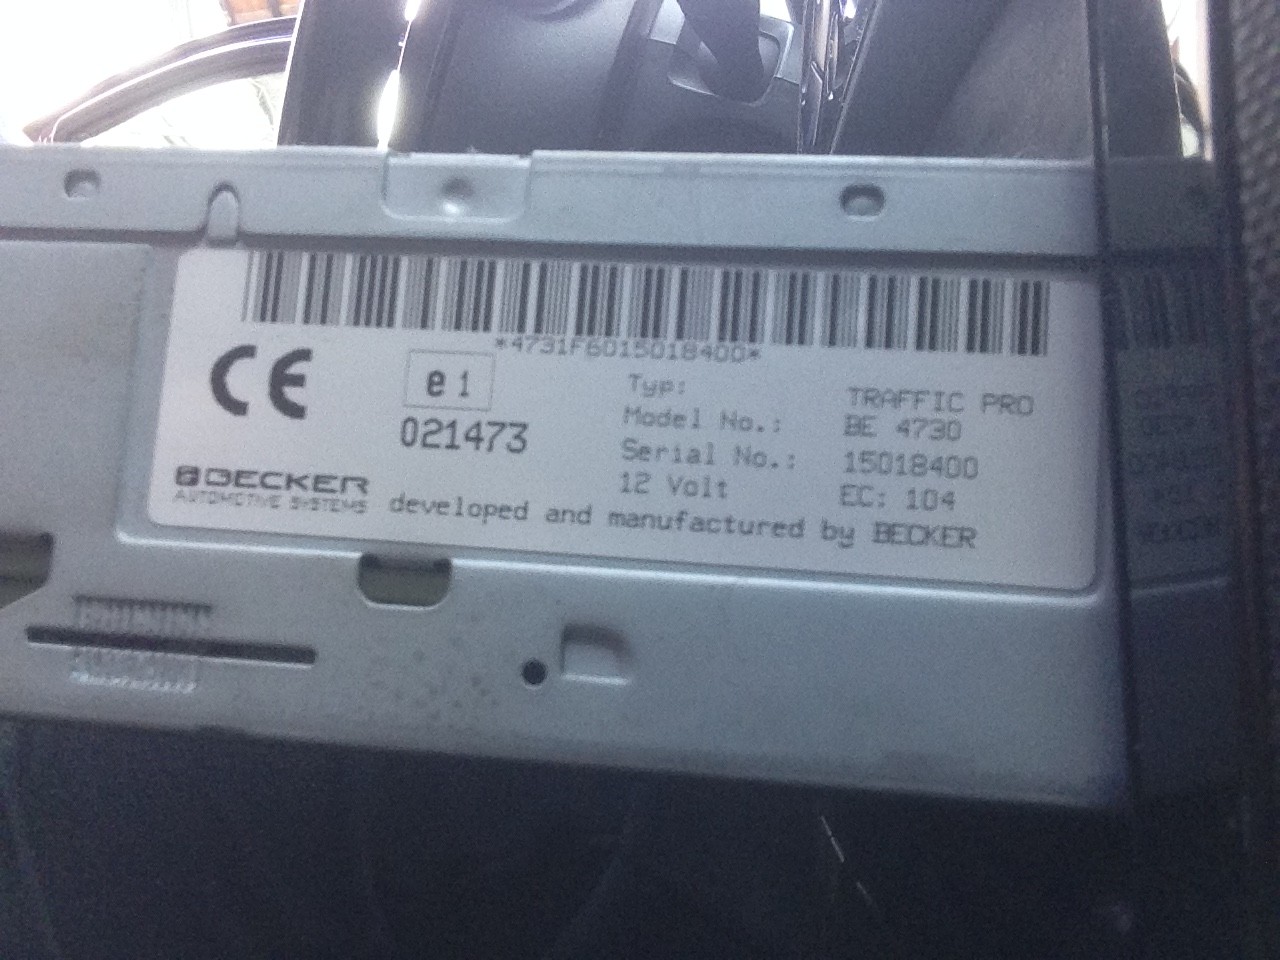 *4731F6015018400*
CE
e1
021473
Typ: TRAFFIC PRO
Model No.: BE 4730
Serial No.: 15018400
12 Volt EC: 104
BECKER
AUTOMOTIVE SYSTEMS
developed and manufactured by BECKER